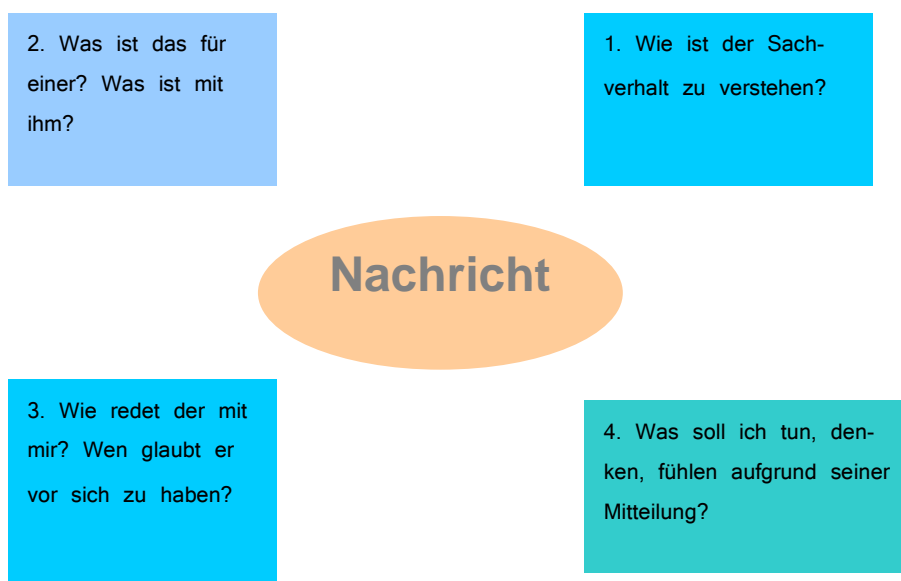 2. Was ist das für
einer? Was ist mit
ihm?
1. Wie ist der Sach-
verhalt zu verstehen?
Nachricht
3. Wie redet der mit
mir? Wen glaubt er
vor sich zu haben?
4. Was soll ich tun, den-
ken, fühlen aufgrund seiner
Mitteilung?